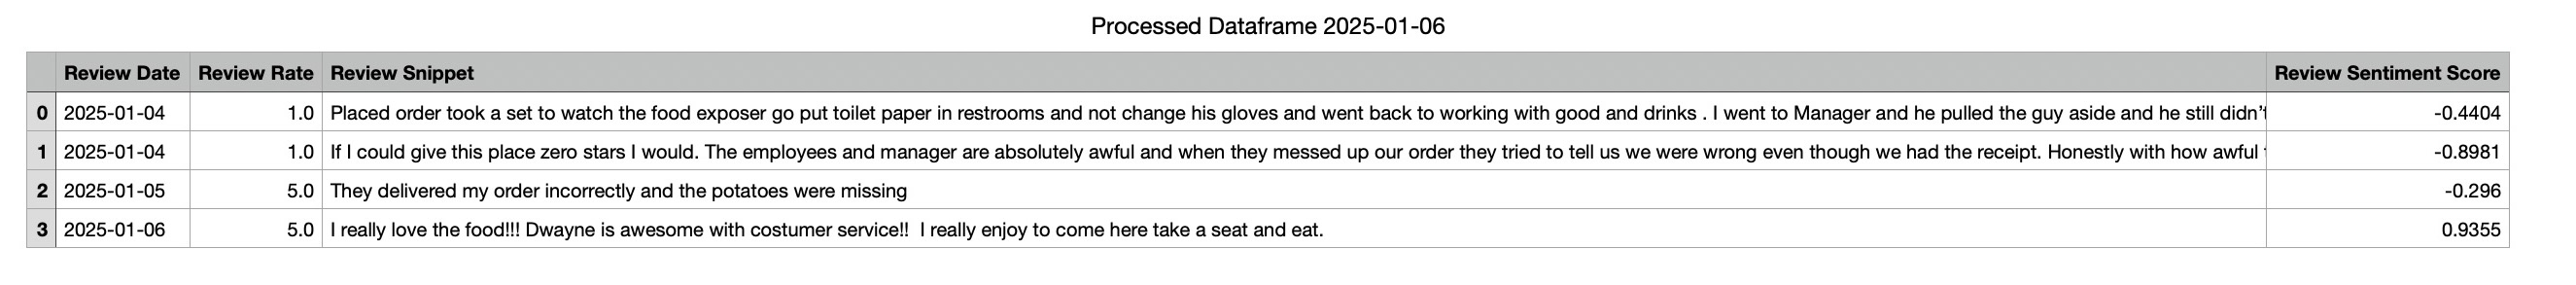 Processed Dataframe 2025-01-06
Review Date Review Rate Review Snippet Review Sentiment Score
0 2025-01-04 1.0 Placed order took a set to watch the food exposer go put toilet paper in restrooms and not change his gloves and went back to working with good and drinks . I went to Manager and he pulled the guy aside and he still didn’t -0.4404
1 2025-01-04 1.0 If I could give this place zero stars I would. The employees and manager are absolutely awful and when they messed up our order they tried to tell us we were wrong even though we had the receipt. Honestly with how awful -0.8981
2 2025-01-05 5.0 They delivered my order incorrectly and the potatoes were missing -0.296
3 2025-01-06 5.0 I really love the food!!! Dwayne is awesome with costumer service!!  I really enjoy to come here take a seat and eat. 0.9355